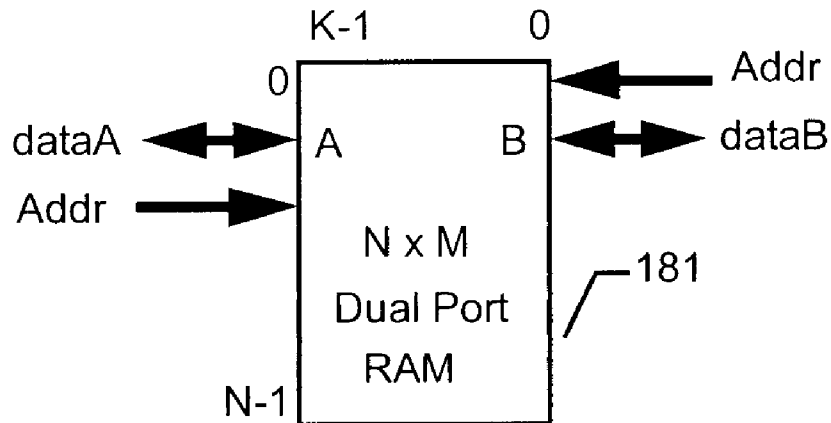 K-1 0
0 Addr
dataA A B dataB
Addr
N x M
181
Dual Port
RAM
N-1